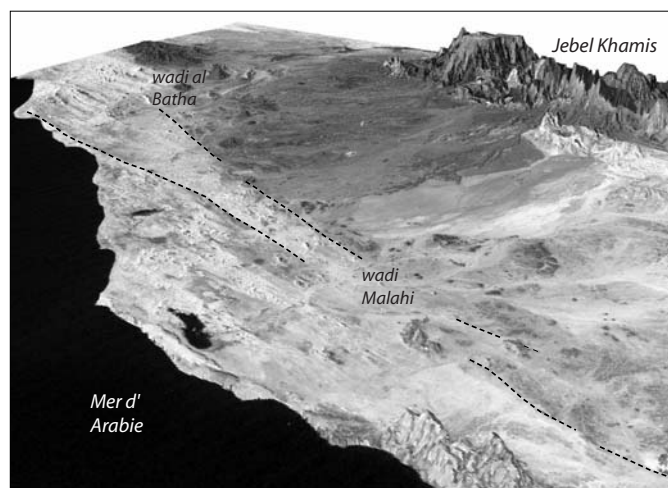 Jebel Khamis
wadi al
Batha
wadi
Malahi
Mer d'
Arabie